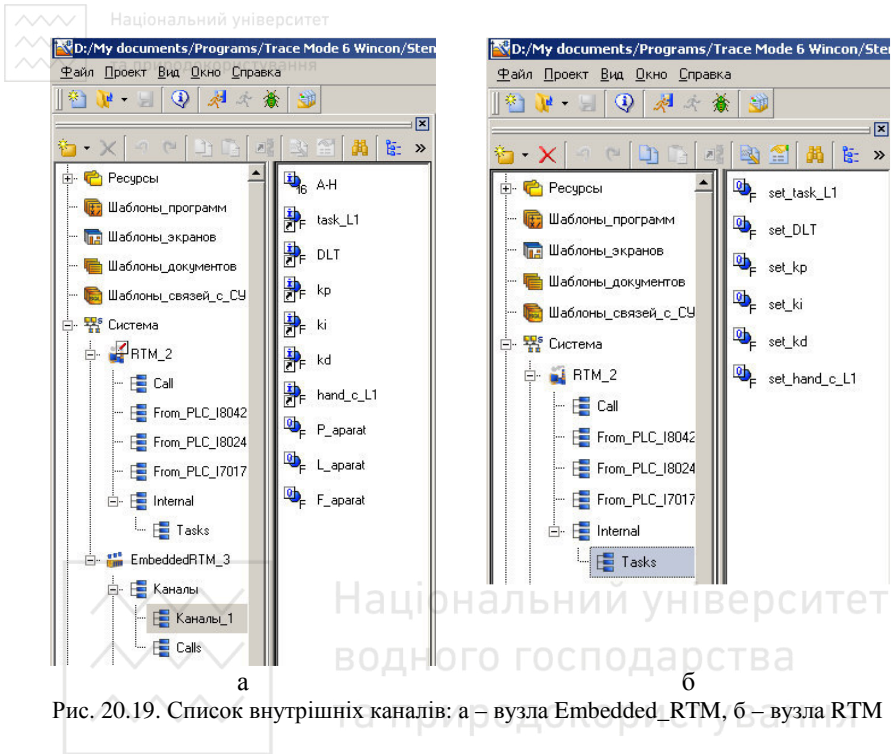 Національний університет
та природокористування
D:/My documents/Programs/Trace Mode 6 Wincon/Sten
Файл Проект Вид Окно Справка
Ресурсы
Шаблоны_программ
Шаблоны_экранов
Шаблоны_документов
Шаблоны_связей_с_СУ
Система
RTM_2
Call
From_PLC_I8042
From_PLC_I8024
From_PLC_I7017
Internal
Tasks
EmbeddedRTM_3
Каналы
Каналы_1
Calls
A-H
task_L1
DLT
kp
ki
kd
hand_c_L1
P_aparat
L_aparat
F_aparat
D:/My documents/Programs/Trace Mode 6 Wincon/Sten
Файл Проект Вид Окно Справка
Ресурсы
Шаблоны_программ
Шаблоны_экранов
Шаблоны_документов
Шаблоны_связей_с_СУ
Система
RTM_2
Call
From_PLC_I8042
From_PLC_I8024
From_PLC_I7017
Internal
Tasks
set_task_L1
set_DLT
set_kp
set_ki
set_kd
set_hand_c_L1
Національний університет
водного господарства
та природокористування
а
б
Рис. 20.19. Список внутрішніх каналів: а – вузла Embedded_RTM, б – вузла RTM